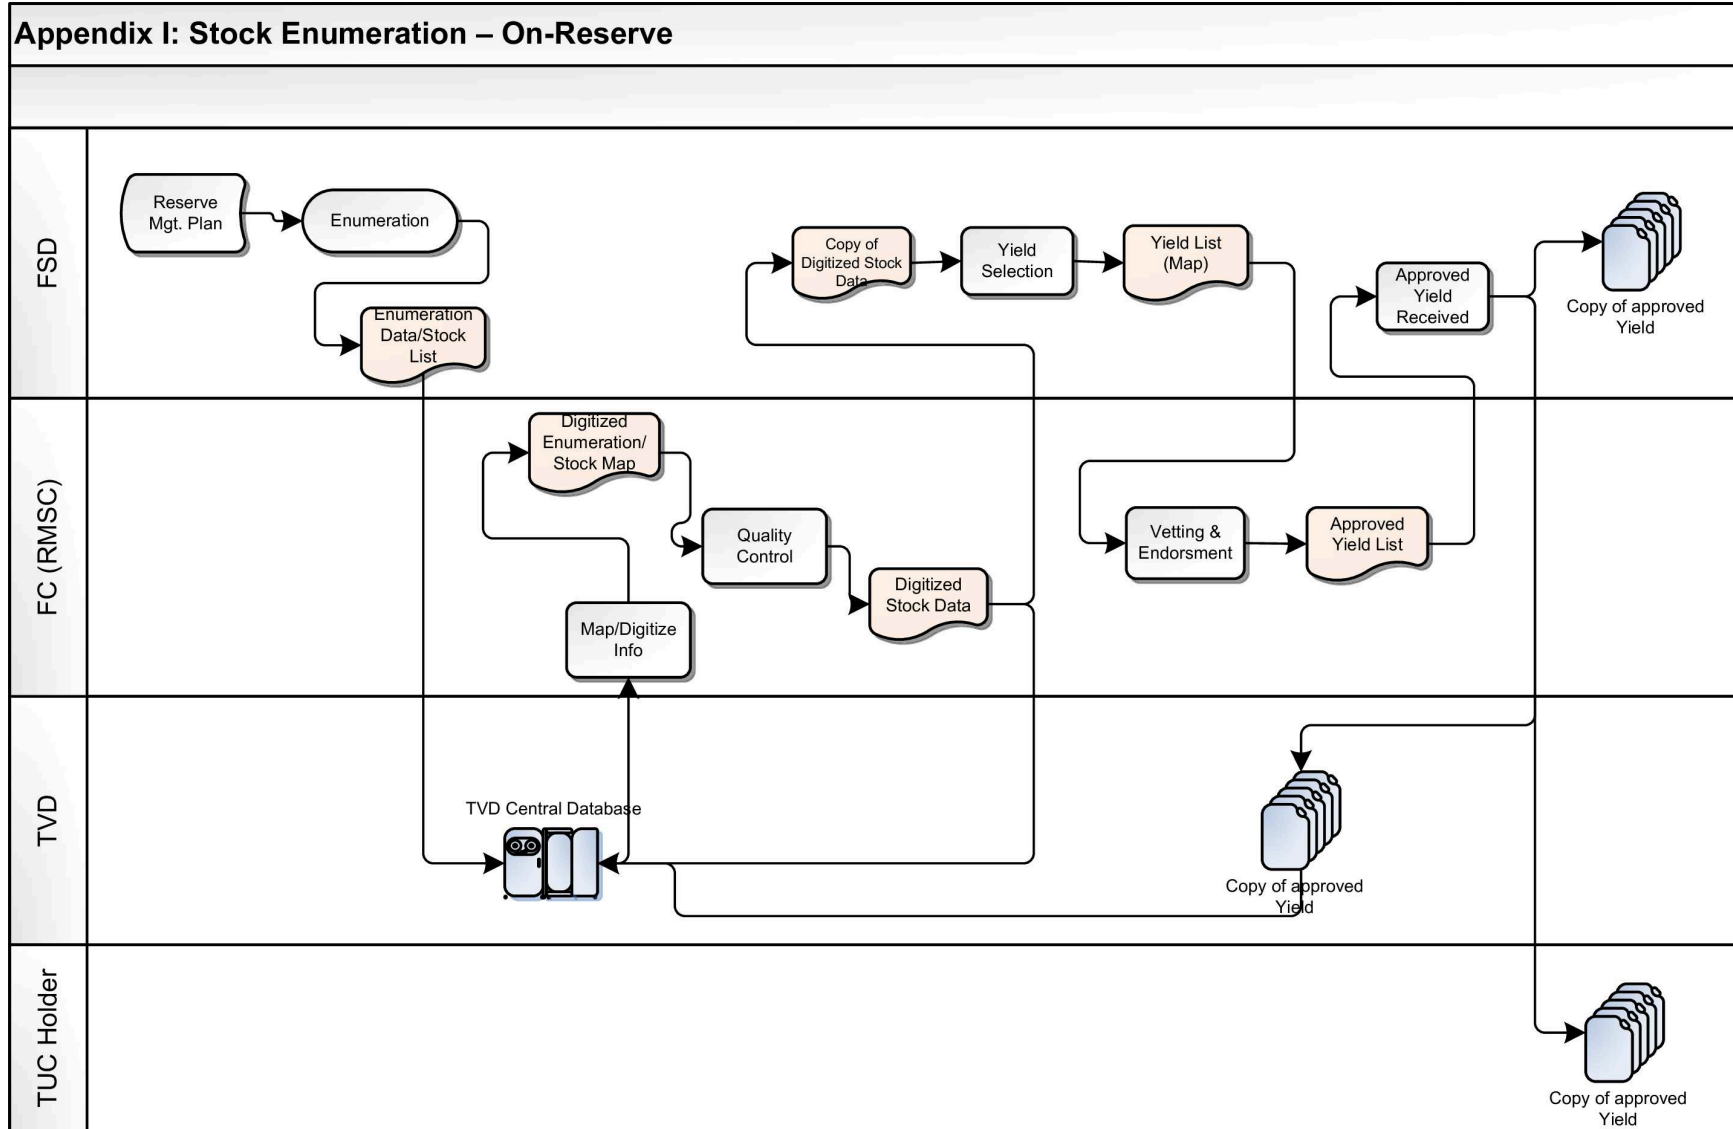 Appendix I: Stock Enumeration – On-Reserve
FSD
Reserve
Mgt. Plan
Enumeration
Enumeration
Data/Stock
List
Copy of
Digitized Stock
Data
Yield
Selection
Yield List
(Map)
Approved
Yield
Received
Copy of approved
Yield
FC (RMSC)
Digitized
Enumeration/
Stock Map
Quality
Control
Digitized
Stock Data
Map/Digitize
Info
Vetting &
Endorsment
Approved
Yield List
TVD
TVD Central Database
Copy of approved
Yield
TUC Holder
Copy of approved
Yield